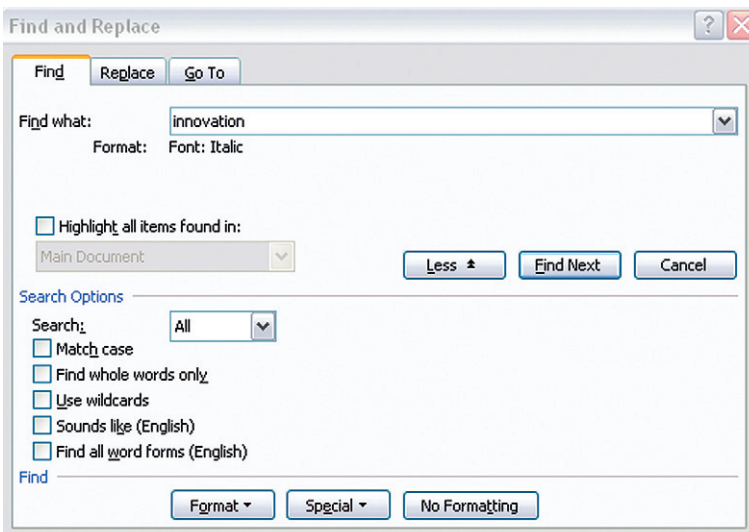 Find and Replace
Find Replace Go To
Find what: innovation
Format: Font: Italic
Highlight all items found in:
Main Document
Less Find Next Cancel
Search Options
Search: All
Match case
Find whole words only
Use wildcards
Sounds like (English)
Find all word forms (English)
Find
Format Special No Formatting